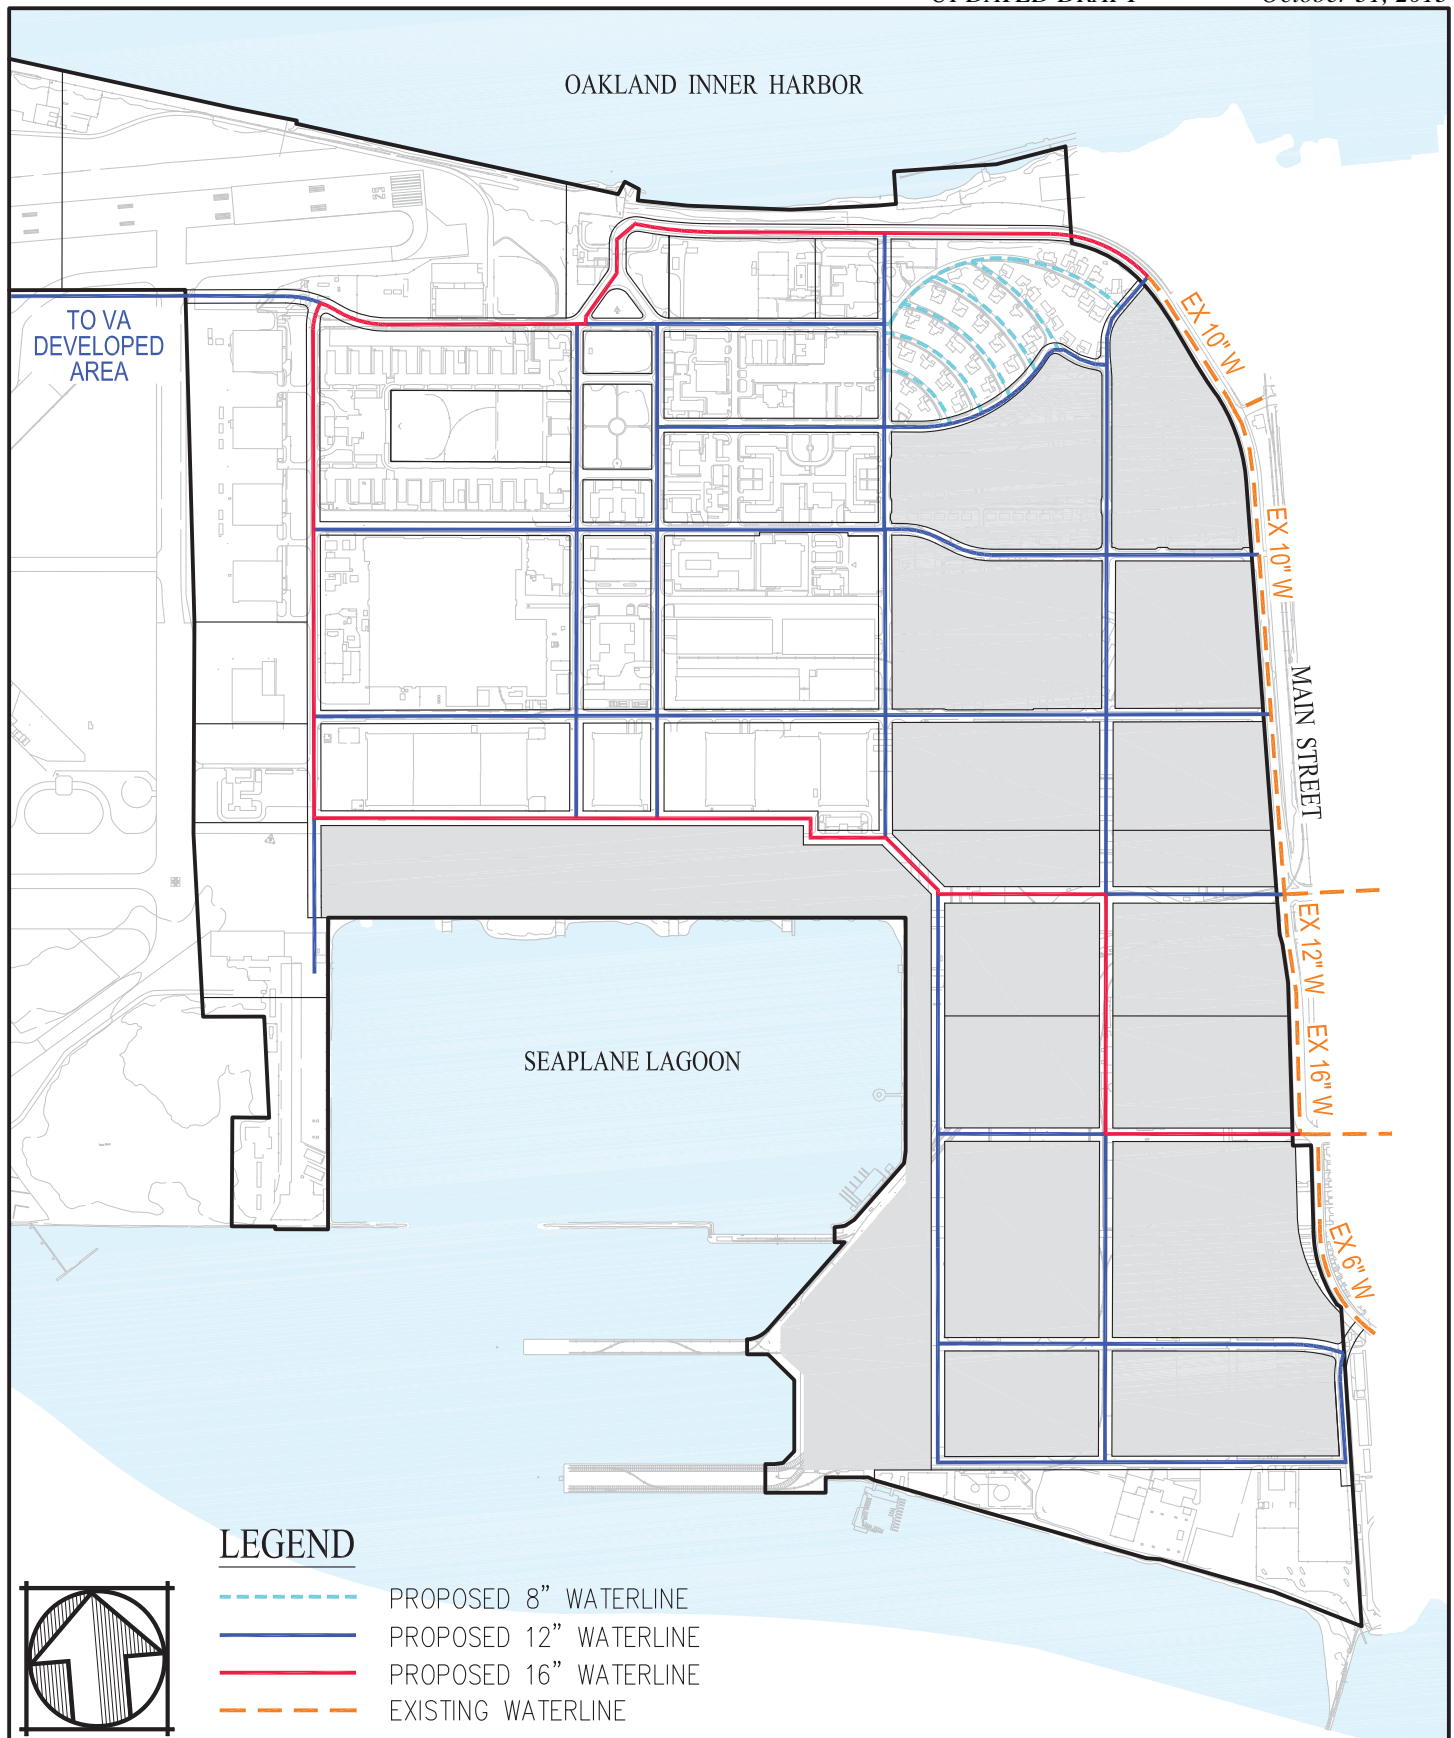 OAKLAND INNER HARBOR
TO VA
DEVELOPED
AREA
EX 10" W
EX 10" W
MAIN STREET
EX 12" W
EX 16" W
SEAPLANE LAGOON
EX 6" W
LEGEND
PROPOSED 8” WATERLINE
PROPOSED 12” WATERLINE
PROPOSED 16” WATERLINE
EXISTING WATERLINE